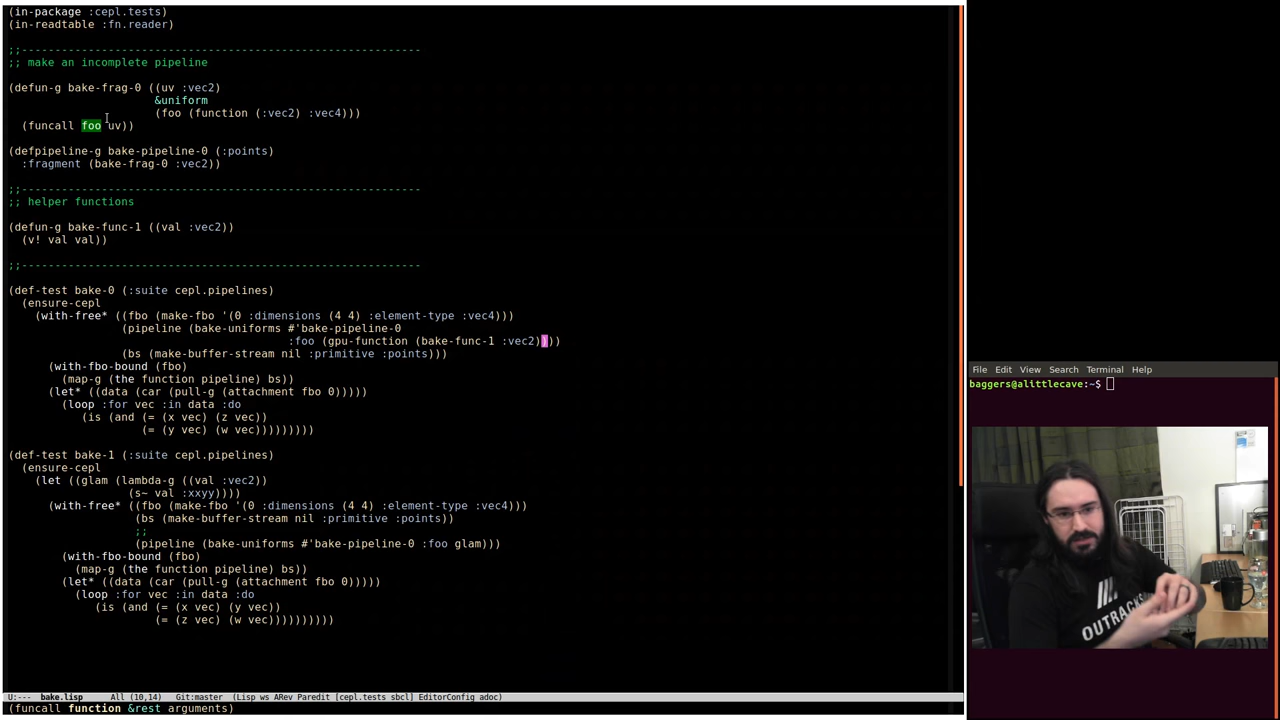 (in-package :cepl.tests)
(in-readtable :fn.reader)
;;------------------------------------------------------------
;; make an incomplete pipeline
(defun-g bake-frag-0 ((uv :vec2)
&uniform
(foo (function (:vec2) :vec4)))
(funcall foo uv))
(defpipeline-g bake-pipeline-0 (:points)
:fragment (bake-frag-0 :vec2))
;;------------------------------------------------------------
;; helper functions
(defun-g bake-func-1 ((val :vec2))
(v! val val))
;;------------------------------------------------------------
(def-test bake-0 (:suite cepl.pipelines)
(ensure-cepl
(with-free* ((fbo (make-fbo '(0 :dimensions (4 4) :element-type :vec4)))
(pipeline (bake-uniforms #'bake-pipeline-0
:foo (gpu-function (bake-func-1 :vec2))))
(bs (make-buffer-stream nil :primitive :points)))
(with-fbo-bound (fbo)
(map-g (the function pipeline) bs))
(let* ((data (car (pull-g (attachment fbo 0)))))
(loop :for vec :in data :do
(is (and (= (x vec) (z vec))
(= (y vec) (w vec)))))))))
(def-test bake-1 (:suite cepl.pipelines)
(ensure-cepl
(let ((glam (lambda-g ((val :vec2))
(s~ val :xxyy))))
(with-free* ((fbo (make-fbo '(0 :dimensions (4 4) :element-type :vec4)))
(bs (make-buffer-stream nil :primitive :points))
;;
(pipeline (bake-uniforms #'bake-pipeline-0 :foo glam)))
(with-fbo-bound (fbo)
(map-g (the function pipeline) bs))
(let* ((data (car (pull-g (attachment fbo 0)))))
(loop :for vec :in data :do
(is (and (= (x vec) (y vec))
(= (z vec) (w vec))))))))))
U:--- bake.lisp All (10,14) Git:master (Lisp ws ARev Paredit [cepl.tests sbcl] EditorConfig adoc)
(funcall function &rest arguments)
File Edit View Search Terminal Help
baggers@alittlecave:~$
OUTRACKS